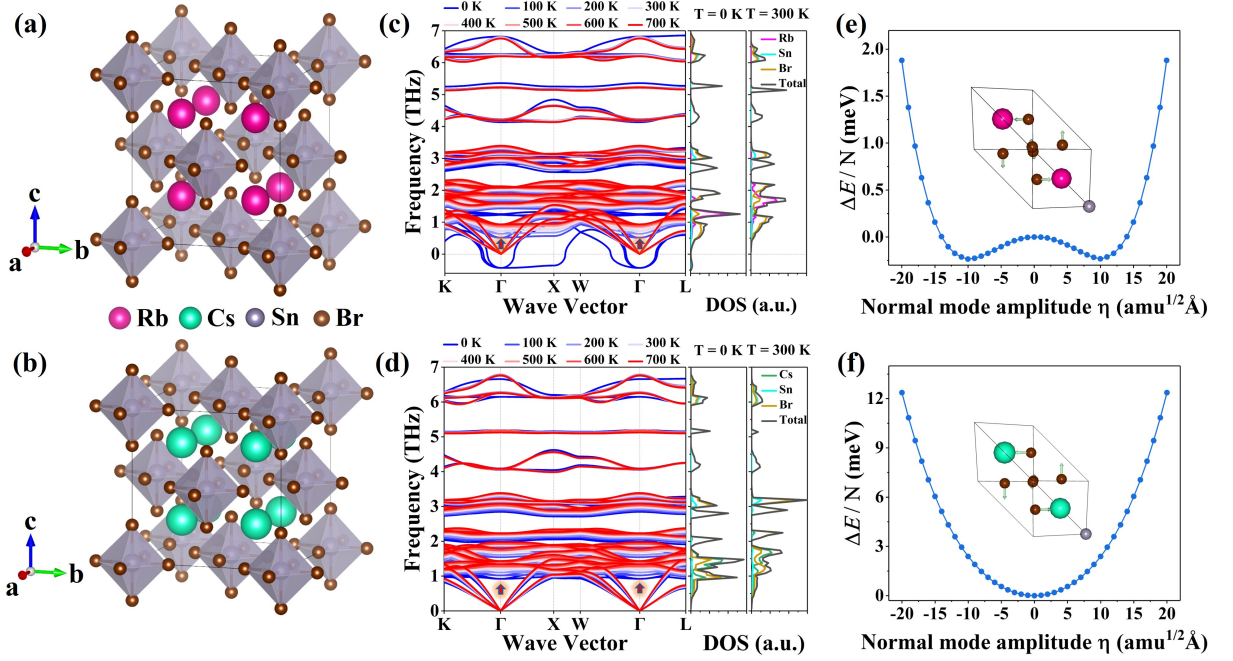 (a)
c
b
a
Rb Cs Sn Br
(b)
c
b
a
(c)
0 K 100 K 200 K 300 K
400 K 500 K 600 K 700 K
T = 0 K T = 300 K
Frequency (THz)
7
6
5
4
3
2
1
0
K Γ X W Γ L
Wave Vector
Rb
Sn
Br
Total
DOS (a.u.)
(d)
0 K 100 K 200 K 300 K
400 K 500 K 600 K 700 K
T = 0 K T = 300 K
Frequency (THz)
7
6
5
4
3
2
1
0
K Γ X W Γ L
Wave Vector
Cs
Sn
Br
Total
DOS (a.u.)
(e)
ΔE / N (meV)
2.0
1.5
1.0
0.5
0.0
-20 -15 -10 -5 0 5 10 15 20
Normal mode amplitude η (amu^1/2Å)
(f)
ΔE / N (meV)
12
9
6
3
0
-20 -15 -10 -5 0 5 10 15 20
Normal mode amplitude η (amu^1/2Å)